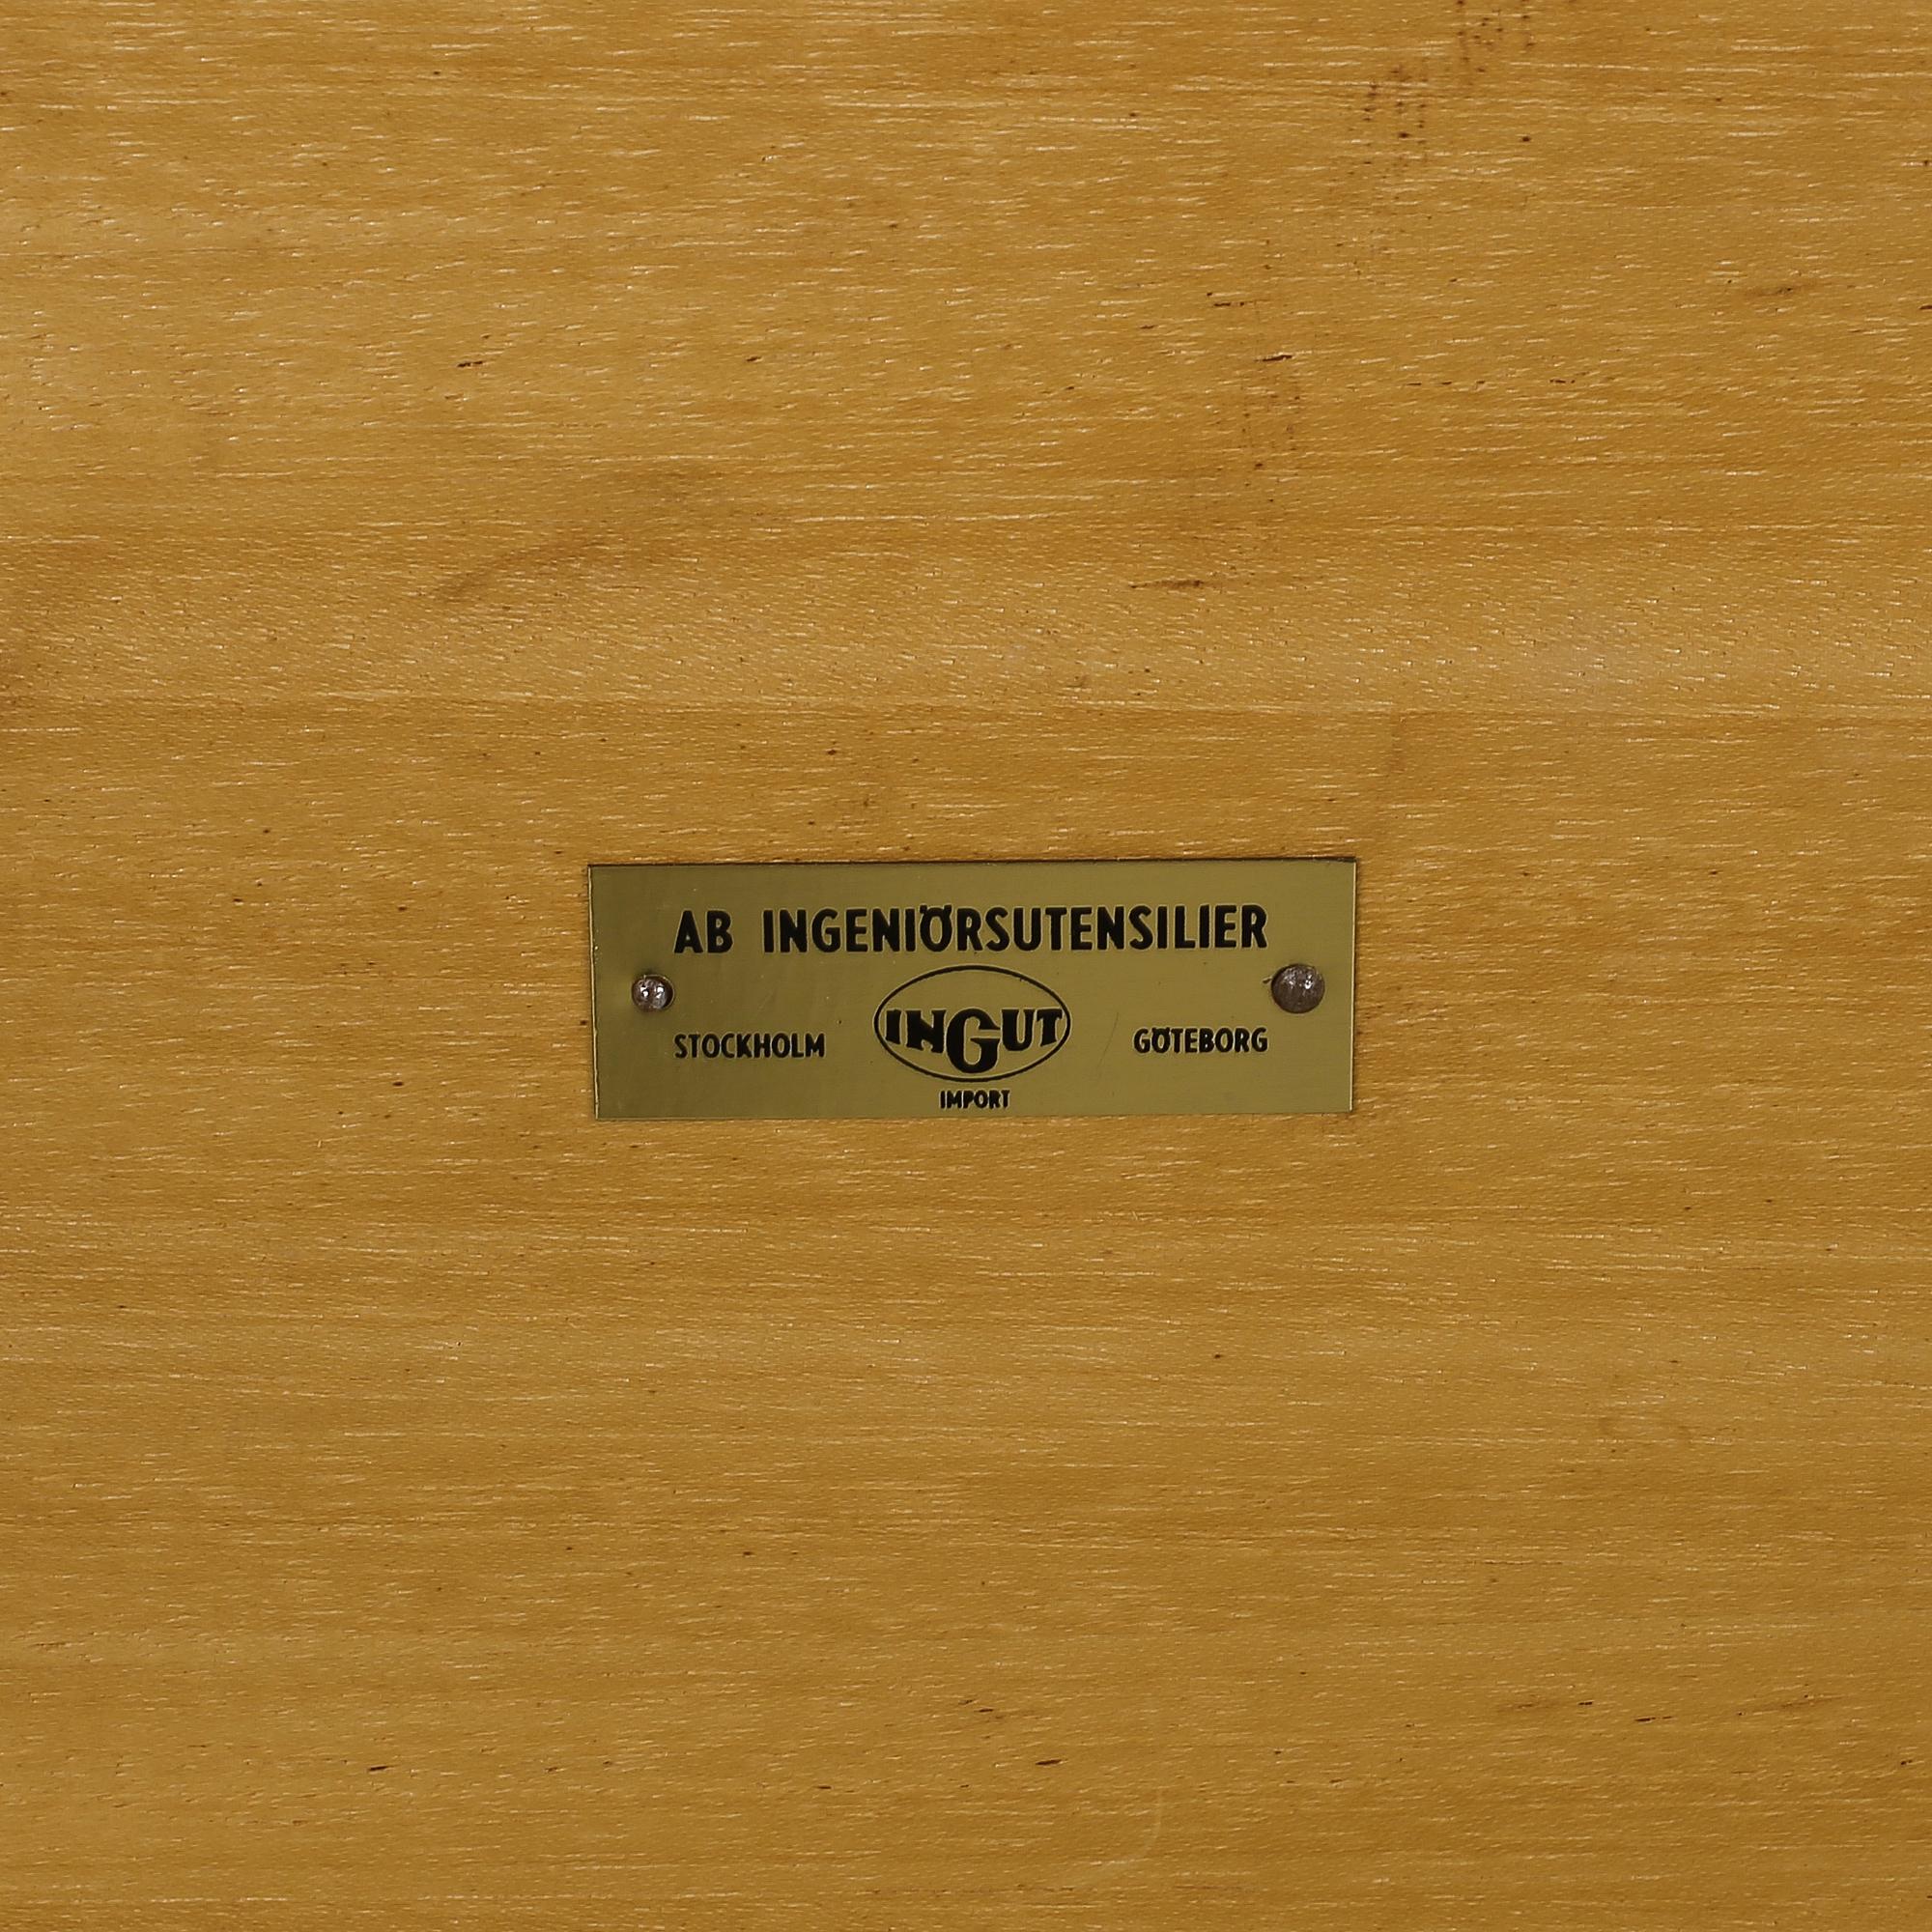 AB INGENIÖRSUTENSILIER
STOCKHOLM INGUT GÖTEBORG
IMPORT